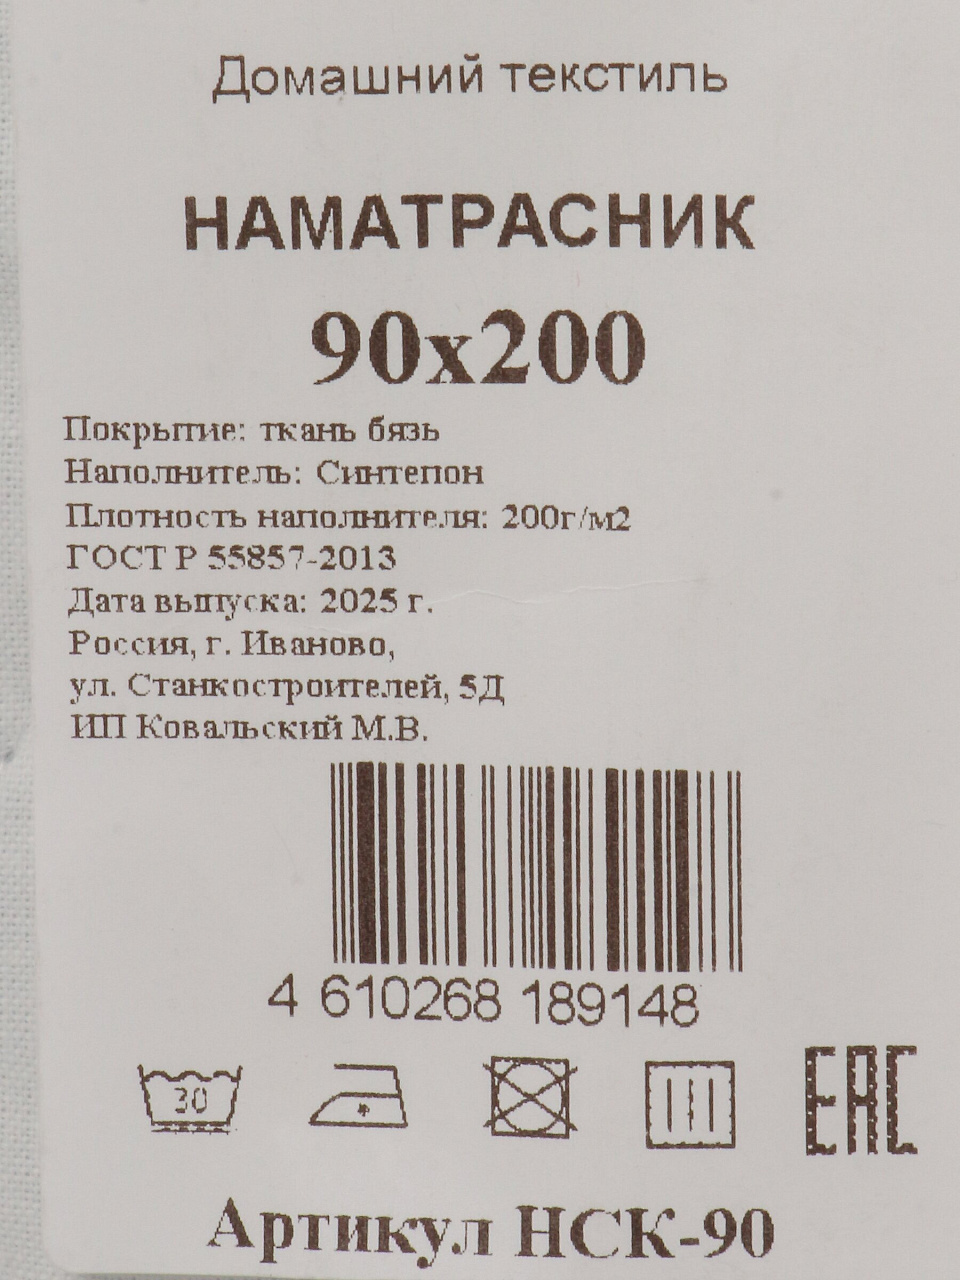 Домашний текстиль
НАМАТРАСНИК
90х200
Покрытие: ткань бязь
Наполнитель: Синтепон
Плотность наполнителя: 200г/м2
ГОСТ Р 55857-2013
Дата выпуска: 2025 г.
Россия, г. Иваново,
ул. Станкостроителей, 5Д
ИП Ковальский М.В.
4 610268 189148
30
ЕАС
Артикул НСК-90